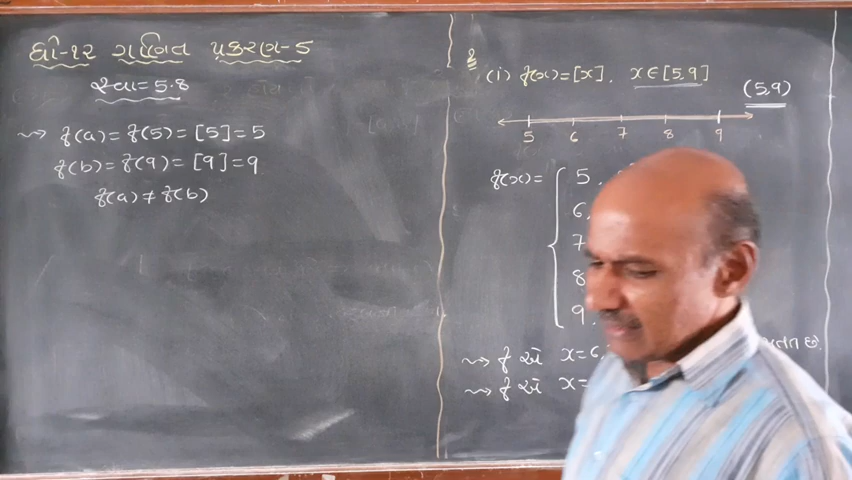 ધો-૧૨ ગણિત પ્રકરણ-5
સ્વા=5.8
⇝ f(a)=f(5)=[5]=5
f(b)=f(9)=[9]=9
f(a)≠f(b)
2
(i) f(x)=[x], x∈[5,9]
(5,9)
5 6 7 8 9
f(x)= { 5,
6,
7
8
9
⇝ f એ x=6,
⇝ f એ x=